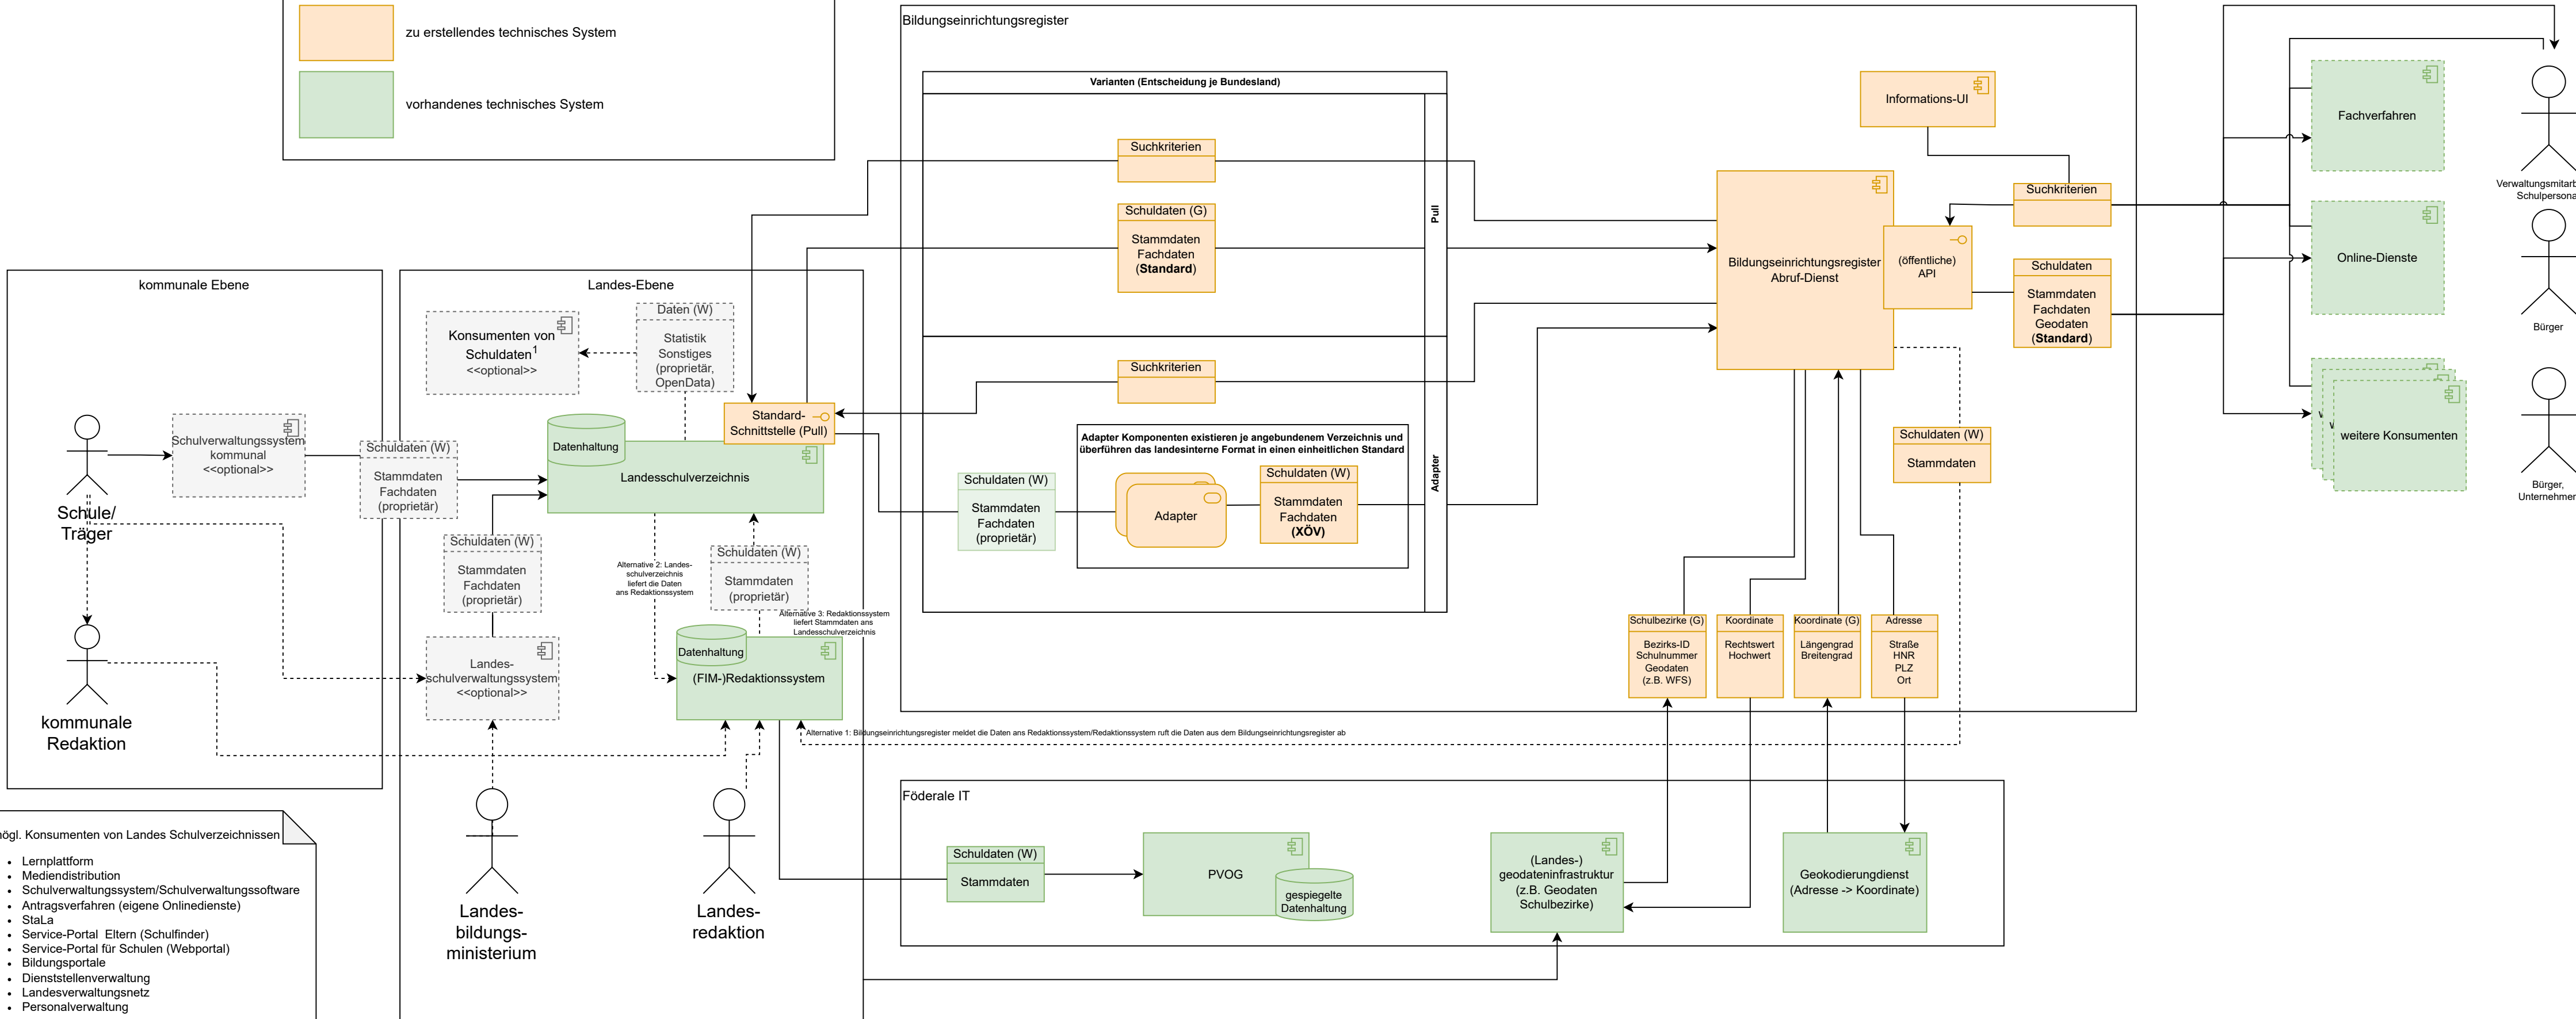 zu erstellendes technisches System
vorhandenes technisches System
Bildungseinrichtungsregister
Varianten (Entscheidung je Bundesland)
Pull
Suchkriterien
Schuldaten (G)
Stammdaten
Fachdaten
(Standard)
Adapter
Suchkriterien
Adapter Komponenten existieren je angebundenem Verzeichnis und
überführen das landesinterne Format in einen einheitlichen Standard
Schuldaten (W)
Stammdaten
Fachdaten
(proprietär)
Adapter
Schuldaten (W)
Stammdaten
Fachdaten
(XÖV)
Informations-UI
Bildungseinrichtungsregister
Abruf-Dienst
(öffentliche)
API
Suchkriterien
Schuldaten
Stammdaten
Fachdaten
Geodaten
(Standard)
Schuldaten (W)
Stammdaten
Schulbezirke (G)
Bezirks-ID
Schulnummer
Geodaten
(z.B. WFS)
Koordinate
Rechtswert
Hochwert
Koordinate (G)
Längengrad
Breitengrad
Adresse
Straße
HNR
PLZ
Ort
Fachverfahren
Online-Dienste
weitere Konsumenten
Bürger
Bürger,
kommunale Ebene
Schule/
Träger
Schulverwaltungssystem
kommunal
<<optional>>
kommunale
Redaktion
Schuldaten (W)
Stammdaten
Fachdaten
(proprietär)
Landes-Ebene
Konsumenten von
Schuldaten1
<<optional>>
Daten (W)
Statistik
Sonstiges
(proprietär,
OpenData)
Standard-
Schnittstelle (Pull)
Datenhaltung
Landesschulverzeichnis
Schuldaten (W)
Stammdaten
Fachdaten
(proprietär)
Alternative 2: Landes-
schulverzeichnis
liefert die Daten
ans Redaktionssystem
Schuldaten (W)
Stammdaten
(proprietär)
Alternative 3: Redaktionssystem
liefert Stammdaten ans
Landesschulverzeichnis
Landes-
schulverwaltungssystem
<<optional>>
Datenhaltung
(FIM-)Redaktionssystem
Alternative 1: Bildungseinrichtungsregister meldet die Daten ans Redaktionssystem/Redaktionssystem ruft die Daten aus dem Bildungseinrichtungsregister ab
Landes-
bildungs-
ministerium
Landes-
redaktion
Föderale IT
Schuldaten (W)
Stammdaten
PVOG
gespiegelte
Datenhaltung
(Landes-)
geodateninfrastruktur
(z.B. Geodaten
Schulbezirke)
Geokodierungdienst
(Adresse -> Koordinate)
Konsumenten von Landes Schulverzeichnissen
Lernplattform
Mediendistribution
Schulverwaltungssystem/Schulverwaltungssoftware
Antragsverfahren (eigene Onlinedienste)
StaLa
Service-Portal Eltern (Schulfinder)
Service-Portal für Schulen (Webportal)
Bildungsportale
Dienststellenverwaltung
Landesverwaltungsnetz
Personalverwaltung